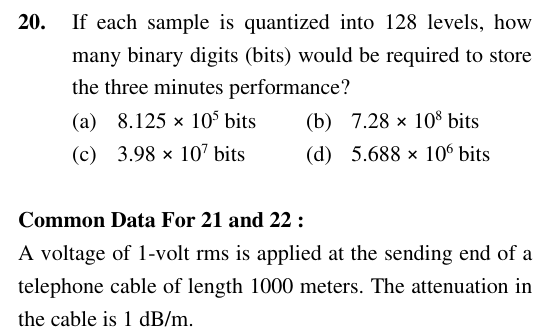 20. If each sample is quantized into 128 levels, how
many binary digits (bits) would be required to store
the three minutes performance?
(a) 8.125 × 10⁵ bits (b) 7.28 × 10⁸ bits
(c) 3.98 × 10⁷ bits (d) 5.688 × 10⁶ bits
Common Data For 21 and 22 :
A voltage of 1-volt rms is applied at the sending end of a
telephone cable of length 1000 meters. The attenuation in
the cable is 1 dB/m.